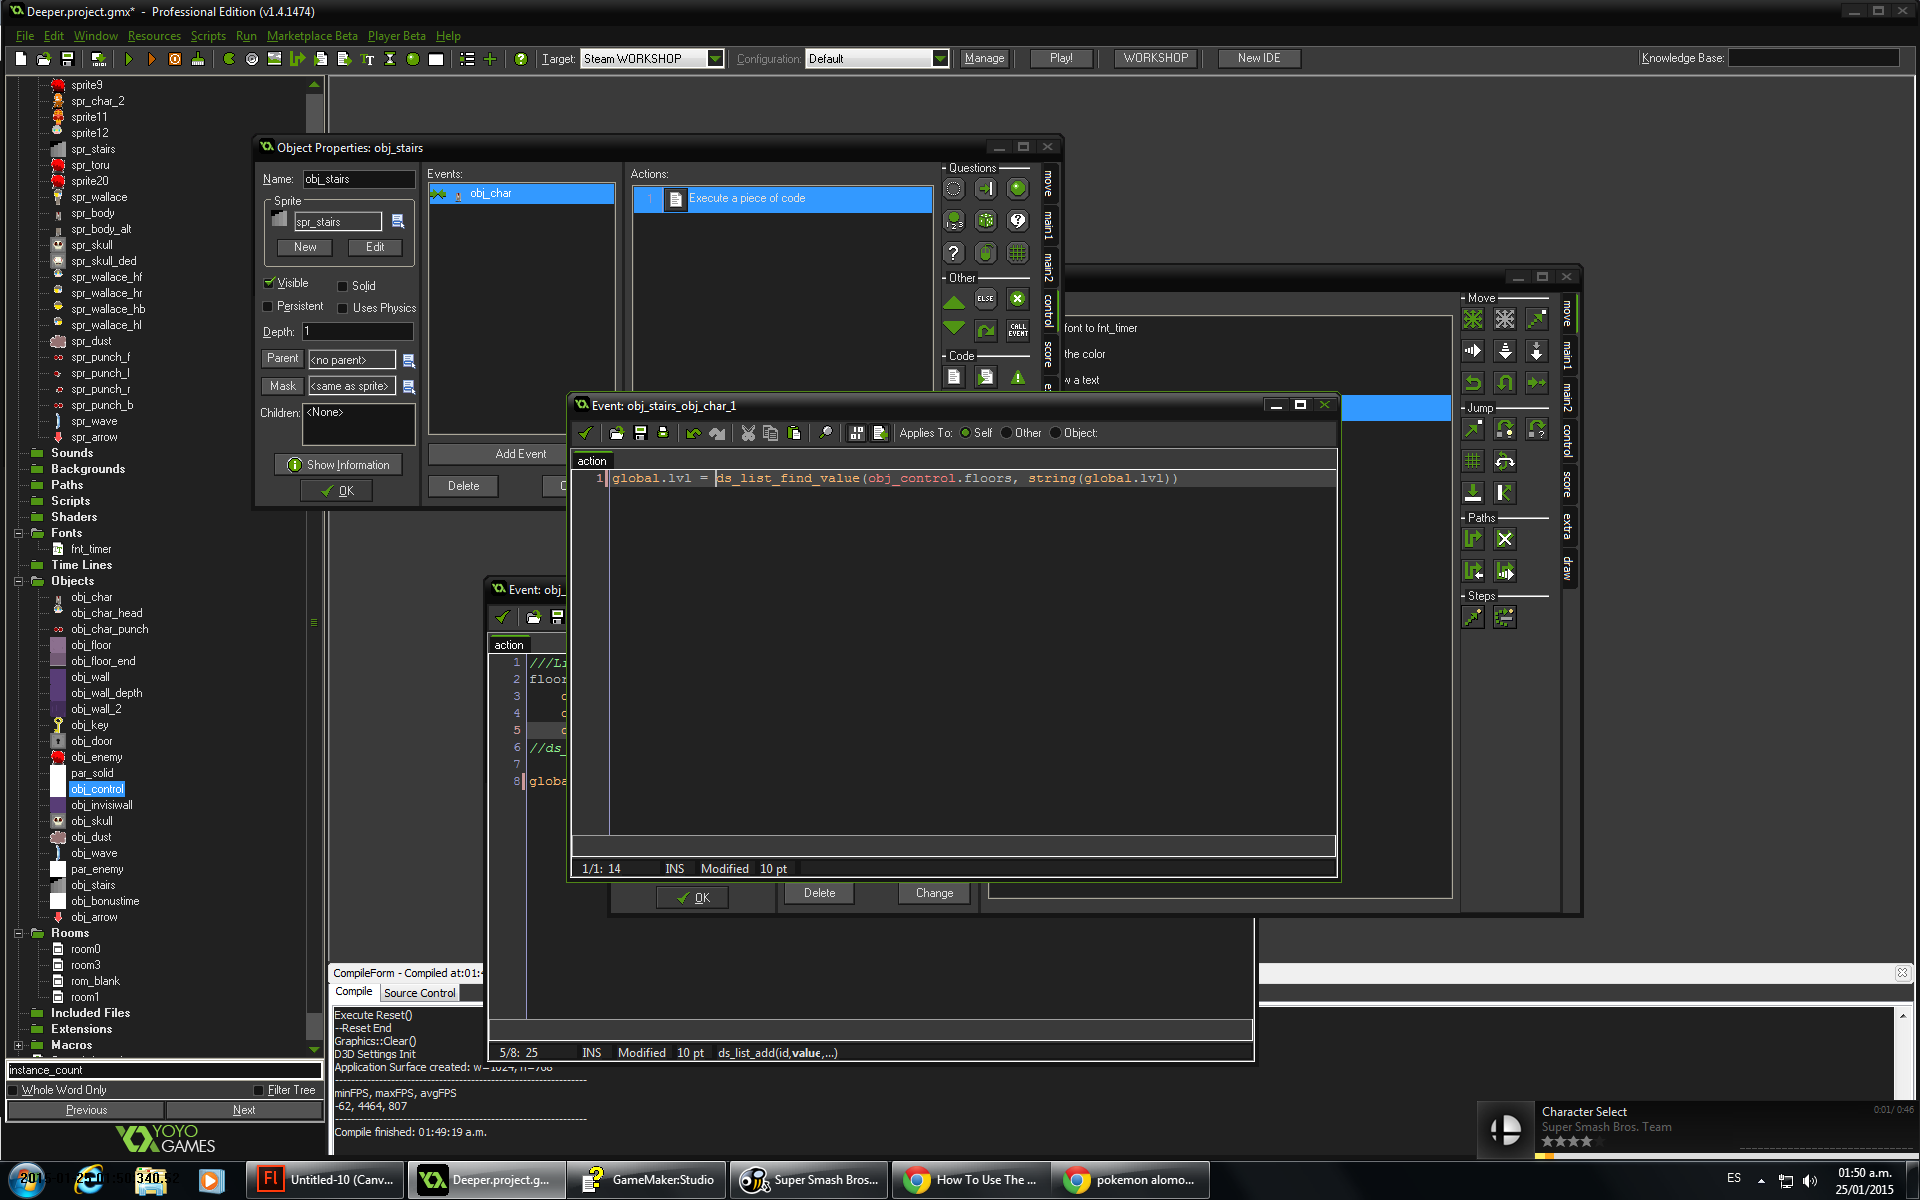 Deeper.project.gmx* - Professional Edition (v1.4.1474)
File Edit Window Resources Scripts Run Marketplace Beta Player Beta Help
Target: Steam WORKSHOP Configuration: Default Manage Play! WORKSHOP New IDE Knowledge Base:
sprite9
spr_char_2
sprite11
sprite12
spr_stairs
spr_toru
sprite20
spr_wallace
spr_body
spr_body_alt
spr_skull
spr_skull_ded
spr_wallace_hf
spr_wallace_hr
spr_wallace_hb
spr_wallace_hl
spr_dust
spr_punch_f
spr_punch_l
spr_punch_r
spr_punch_b
spr_wave
spr_arrow
Sounds
Backgrounds
Paths
Scripts
Shaders
Fonts
fnt_timer
Time Lines
Objects
obj_char
obj_char_head
obj_char_punch
obj_floor
obj_floor_end
obj_wall
obj_wall_depth
obj_wall_2
obj_key
obj_door
obj_enemy
par_solid
obj_control
obj_invisiwall
obj_skull
obj_dust
obj_wave
par_enemy
obj_stairs
obj_bonustime
obj_arrow
Rooms
room0
room3
rom_blank
room1
Included Files
Extensions
Macros
instance_count
Whole Word Only Filter Tree
Previous Next
YOYO
GAMES
Object Properties: obj_stairs
Name: obj_stairs
Sprite
spr_stairs
New Edit
Visible Solid
Persistent Uses Physics
Depth: 1
Parent <no parent>
Mask <same as sprite>
Children: <None>
Show Information
OK
Events:
obj_char
Add Event
Delete
Actions:
1 Execute a piece of code
Questions
Other
ELSE
CALL EVENT
Code
move
main1
main2
control
score
font to fnt_timer
the color
w a text
Move
Jump
Paths
Steps
move
main1
main2
control
score
extra
draw
OK Delete Change
Event: obj_stairs_obj_char_1
Applies To: Self Other Object:
action
1 global.lvl = ds_list_find_value(obj_control.floors, string(global.lvl))
1/1: 14 INS Modified 10 pt
Event: obj_
action
1 ///Li
2 floor
3
4
5
6 //ds_
7
8 globa
5/8: 25 INS Modified 10 pt ds_list_add(id,value,...)
CompileForm - Compiled at:01:4
Compile Source Control
Execute Reset()
--Reset End
Graphics::Clear()
D3D Settings Init
Application Surface created: w=1024, h=768
minFPS, maxFPS, avgFPS
-62, 4464, 807
Compile finished: 01:49:19 a.m.
Character Select 0:01/ 0:46
Super Smash Bros. Team
Untitled-10 (Canv...
Deeper.project.g...
GameMaker:Studio
Super Smash Bros...
How To Use The ...
pokemon alomo...
ES
01:50 a.m.
25/01/2015